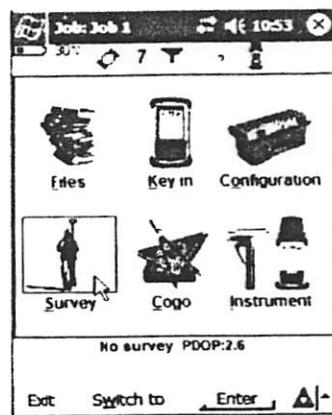 Job: Job 1 10:53
30% 7 ?
Files Key in Configuration
Survey Cogo Instrument
No survey PDOP:2.6
Exit Switch to Enter